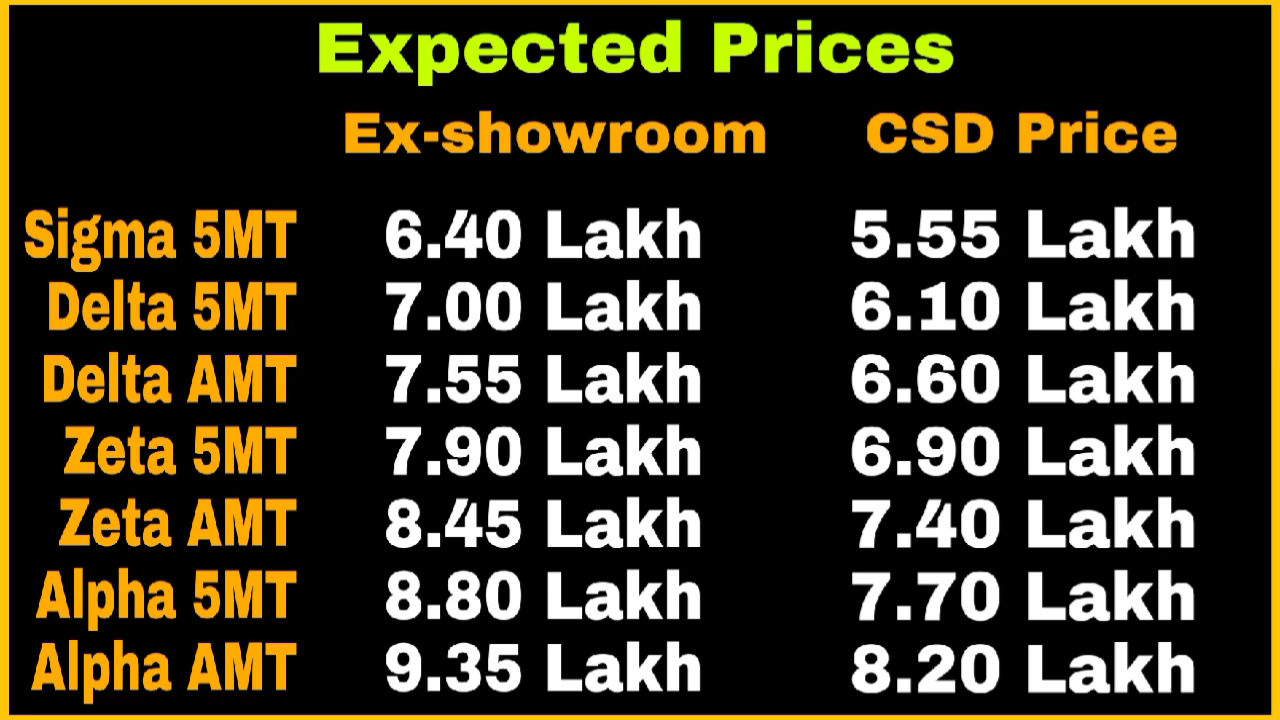 Expected Prices
Ex-showroom CSD Price
Sigma 5MT 6.40 Lakh 5.55 Lakh
Delta 5MT 7.00 Lakh 6.10 Lakh
Delta AMT 7.55 Lakh 6.60 Lakh
Zeta 5MT 7.90 Lakh 6.90 Lakh
Zeta AMT 8.45 Lakh 7.40 Lakh
Alpha 5MT 8.80 Lakh 7.70 Lakh
Alpha AMT 9.35 Lakh 8.20 Lakh